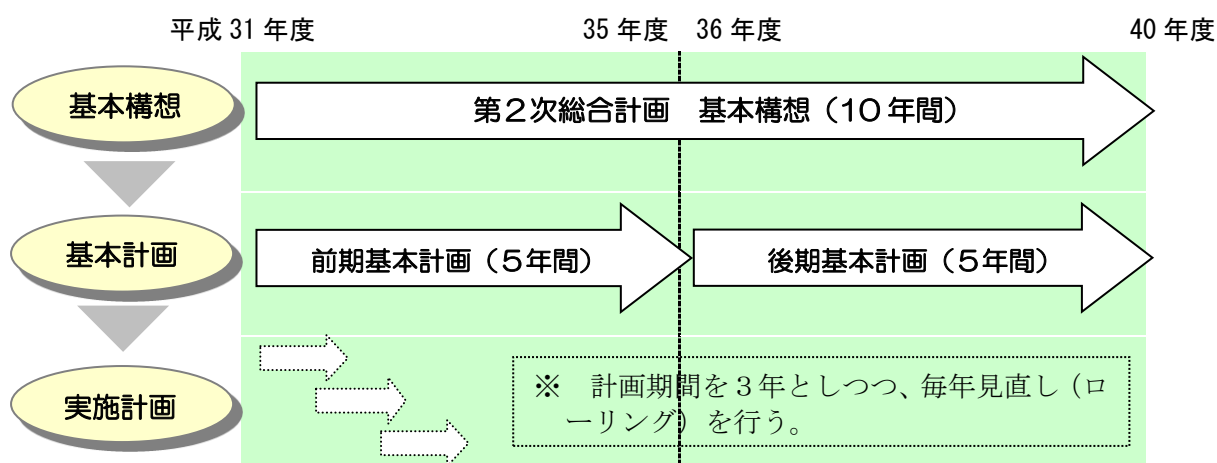 平成 31 年度 35 年度 36 年度 40 年度
基本構想
第2次総合計画　基本構想（10 年間）
基本計画
前期基本計画（5年間） 後期基本計画（5年間）
実施計画
※　計画期間を３年としつつ、毎年見直し（ロ
ーリング）を行う。